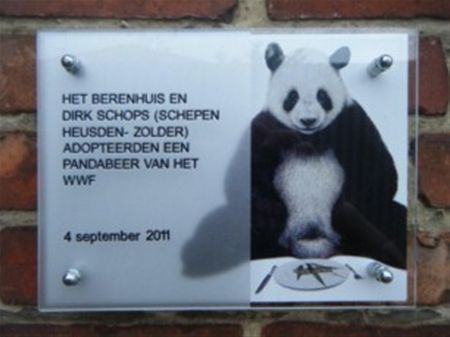 HET BERENHUIS EN
DIRK SCHOPS (SCHEPEN
HEUSDEN- ZOLDER)
ADOPTEERDEN EEN
PANDABEER VAN HET
WWF
4 september 2011